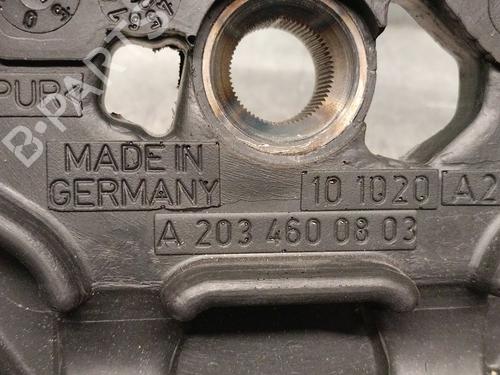 PUR
B-PARTS
MADE IN
GERMANY
10 1020
A2
A 203 460 08 03